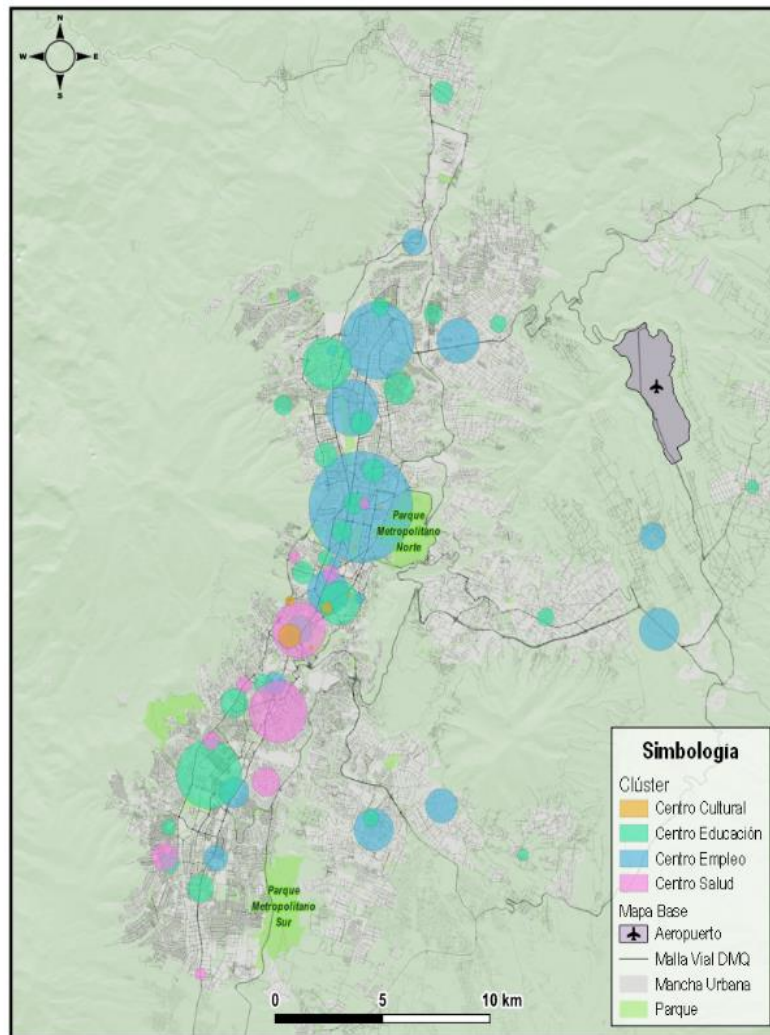 N
W E
S
Parque
Metropolitano
Norte
Parque
Metropolitano
Sur
Simbología
Clúster
Centro Cultural
Centro Educación
Centro Empleo
Centro Salud
Mapa Base
Aeropuerto
Malla Vial DMQ
Mancha Urbana
Parque
0 5 10 km